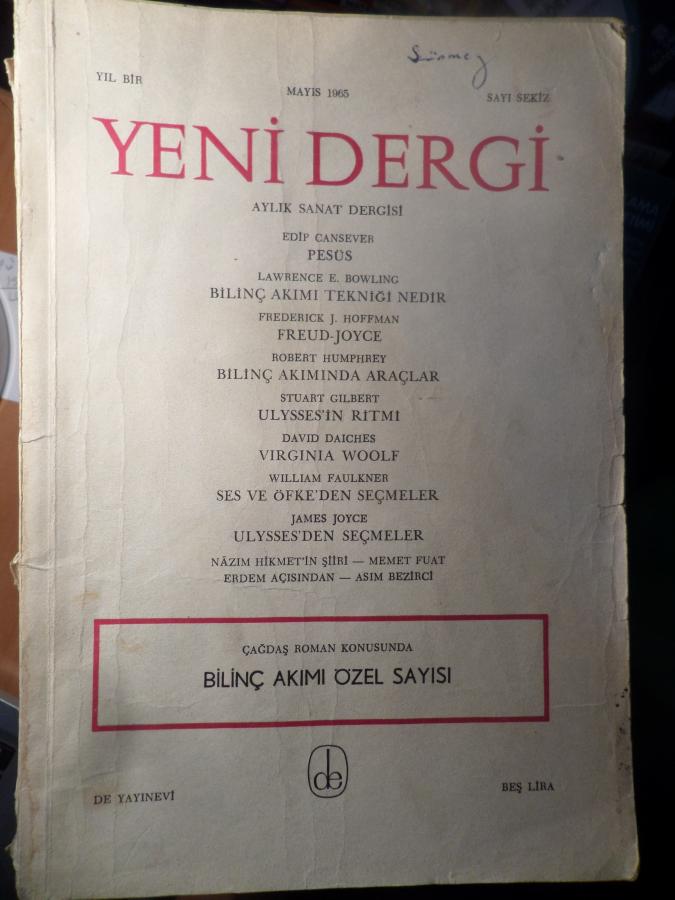 YIL BİR
MAYIS 1965
SAYI SEKİZ
YENİ DERGİ
AYLIK SANAT DERGİSİ
EDİP CANSEVER
PESÜS
LAWRENCE E. BOWLING
BİLİNÇ AKIMI TEKNİĞİ NEDİR
FREDERICK J. HOFFMAN
FREUD-JOYCE
ROBERT HUMPHREY
BİLİNÇ AKIMINDA ARAÇLAR
STUART GILBERT
ULYSSES'İN RİTMİ
DAVID DAICHES
VIRGINIA WOOLF
WILLIAM FAULKNER
SES VE ÖFKE'DEN SEÇMELER
JAMES JOYCE
ULYSSES'DEN SEÇMELER
NÂZIM HİKMET'İN ŞİİRİ — MEMET FUAT
ERDEM AÇISINDAN — ASIM BEZİRCİ
ÇAĞDAŞ ROMAN KONUSUNDA
BİLİNÇ AKIMI ÖZEL SAYISI
de
DE YAYINEVİ
BEŞ LİRA